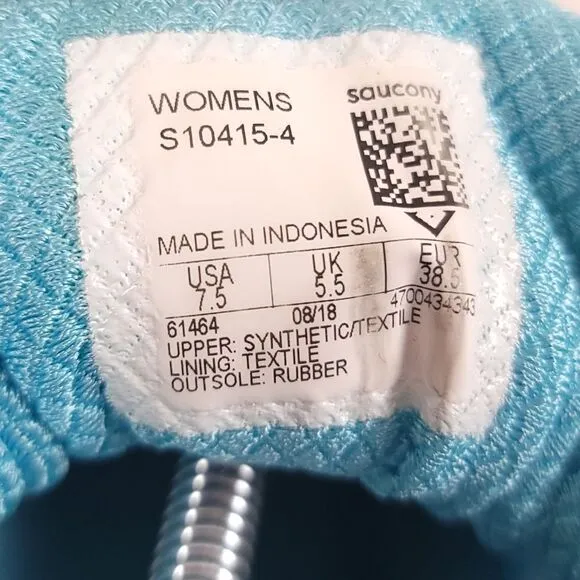 WOMENS
saucony
S10415-4
MADE IN INDONESIA
USA UK EUR
7.5 5.5 38.5
61464 08/18 4700434343
UPPER: SYNTHETIC/TEXTILE
LINING: TEXTILE
OUTSOLE: RUBBER